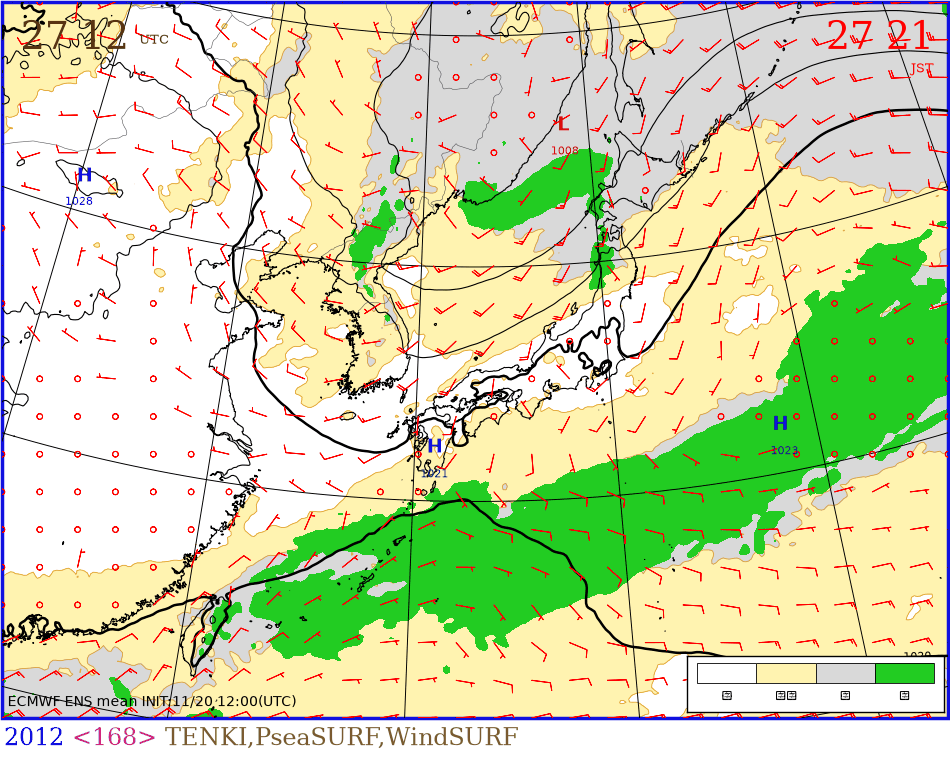 27 12 UTC
27 21
JST
L
1008
H
1028
H
1023
H
1021
ECMWF ENS mean INIT:11/20 12:00(UTC)
2012 <168> TENKI,PseaSURF,WindSURF